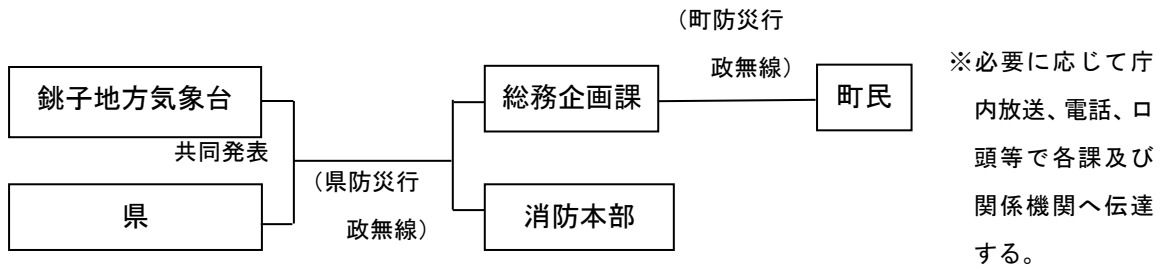 （町防災行
政無線）
銚子地方気象台
総務企画課
町民
共同発表
（県防災行
政無線）
県
消防本部
※必要に応じて庁
内放送、電話、口
頭等で各課及び
関係機関へ伝達
する。